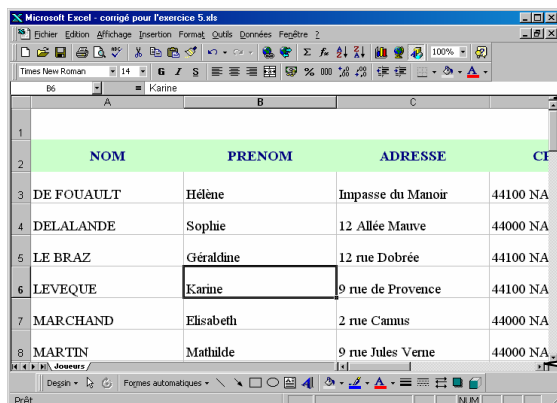 Microsoft Excel - corrigé pour l'exercice 5.xls
Fichier Edition Affichage Insertion Format Outils Données Fenêtre ?
100%
Times New Roman 14 G I S % 000
B6 = Karine
A B C
1
2 NOM PRENOM ADRESSE
3 DE FOUAULT Hélène Impasse du Manoir 44100 NA
4 DELALANDE Sophie 12 Allée Mauve 44000 NA
5 LE BRAZ Géraldine 12 rue Dobrée 44100 NA
6 LEVEQUE Karine 9 rue de Provence 44100 NA
7 MARCHAND Elisabeth 2 rue Camus 44000 NA
8 MARTIN Mathilde 9 rue Jules Verne 44000 NA
Joueurs
Dessin Formes automatiques
Prêt NUM